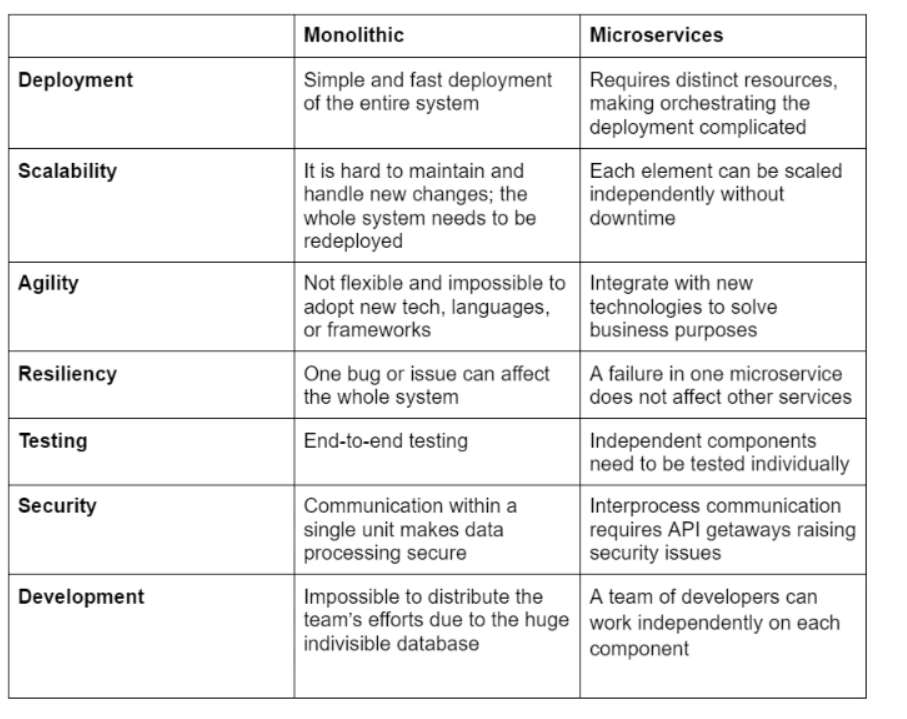 Monolithic
Microservices
Deployment
Simple and fast deployment
of the entire system
Requires distinct resources,
making orchestrating the
deployment complicated
Scalability
It is hard to maintain and
handle new changes; the
whole system needs to be
redeployed
Each element can be scaled
independently without
downtime
Agility
Not flexible and impossible to
adopt new tech, languages,
or frameworks
Integrate with new
technologies to solve
business purposes
Resiliency
One bug or issue can affect
the whole system
A failure in one microservice
does not affect other services
Testing
End-to-end testing
Independent components
need to be tested individually
Security
Communication within a
single unit makes data
processing secure
Interprocess communication
requires API getaways raising
security issues
Development
Impossible to distribute the
team's efforts due to the huge
indivisible database
A team of developers can
work independently on each
component